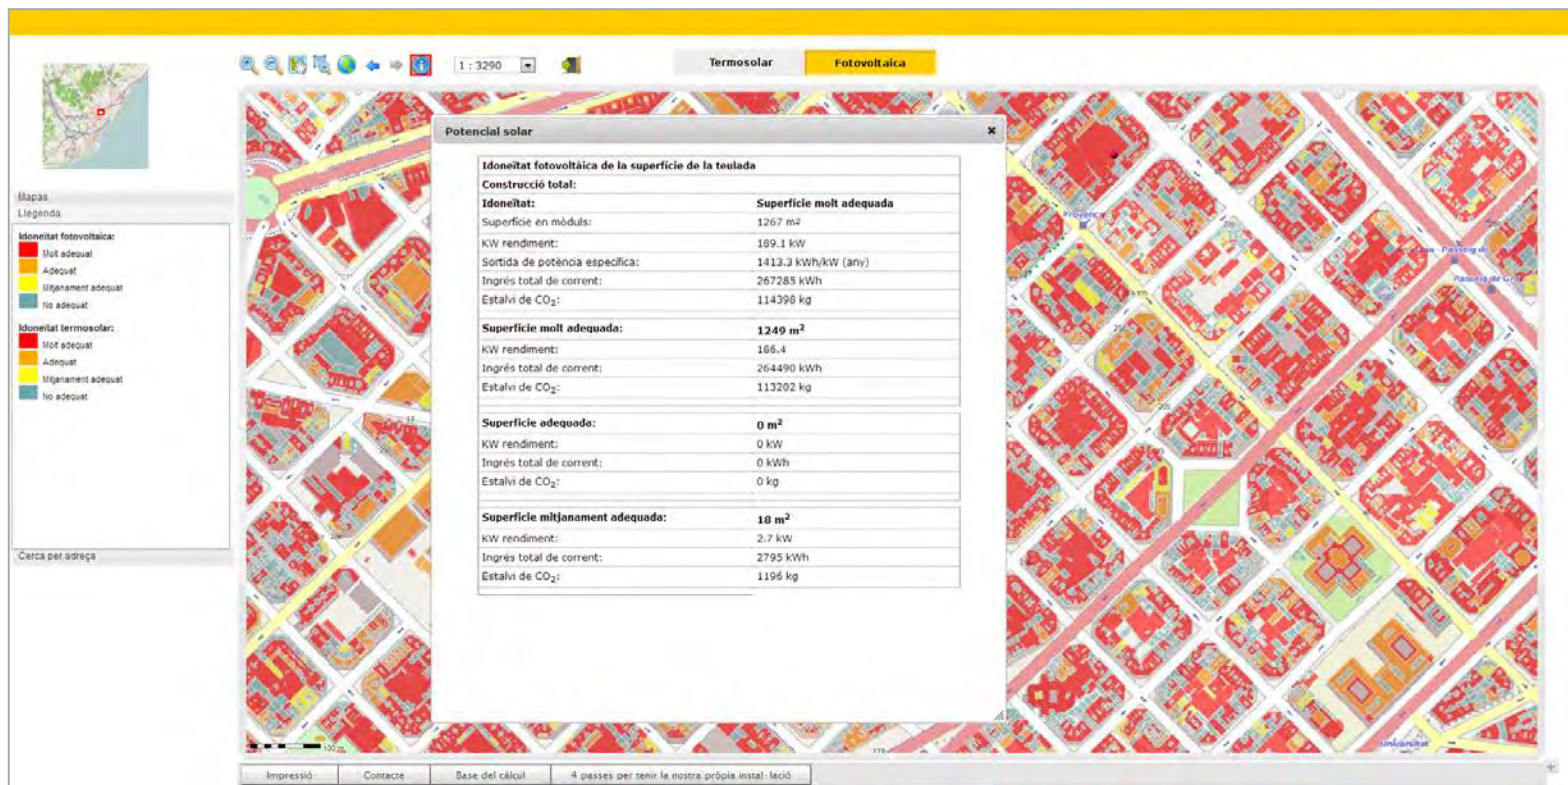 1 : 3290
Termosolar
Fotovoltaica
Mapas
Llegenda
Idoneïtat fotovoltaica:
Molt adequat
Adequat
Mitjanament adequat
No adequat
Idoneïtat termosolar:
Molt adequat
Adequat
Mitjanament adequat
No adequat
Cerca per adreça
Potencial solar
Idoneïtat fotovoltàica de la superfície de la teulada
Construcció total:
Idoneïtat: Superfície molt adequada
Superfície en mòduls: 1267 m2
KW rendiment: 189.1 kW
Sortida de potència específica: 1413.3 kWh/kW (any)
Ingrés total de corrent: 267285 kWh
Estalvi de CO2: 114398 kg
Superfície molt adequada: 1249 m2
KW rendiment: 186.4
Ingrés total de corrent: 264490 kWh
Estalvi de CO2: 113202 kg
Superfície adequada: 0 m2
KW rendiment: 0 kW
Ingrés total de corrent: 0 kWh
Estalvi de CO2: 0 kg
Superfície mitjanament adequada: 18 m2
KW rendiment: 2.7 kW
Ingrés total de corrent: 2795 kWh
Estalvi de CO2: 1196 kg
Provença
Universitat
100 m
Impressió
Contacte
Base del càlcul
4 passes per tenir la nostra pròpia instal·lació